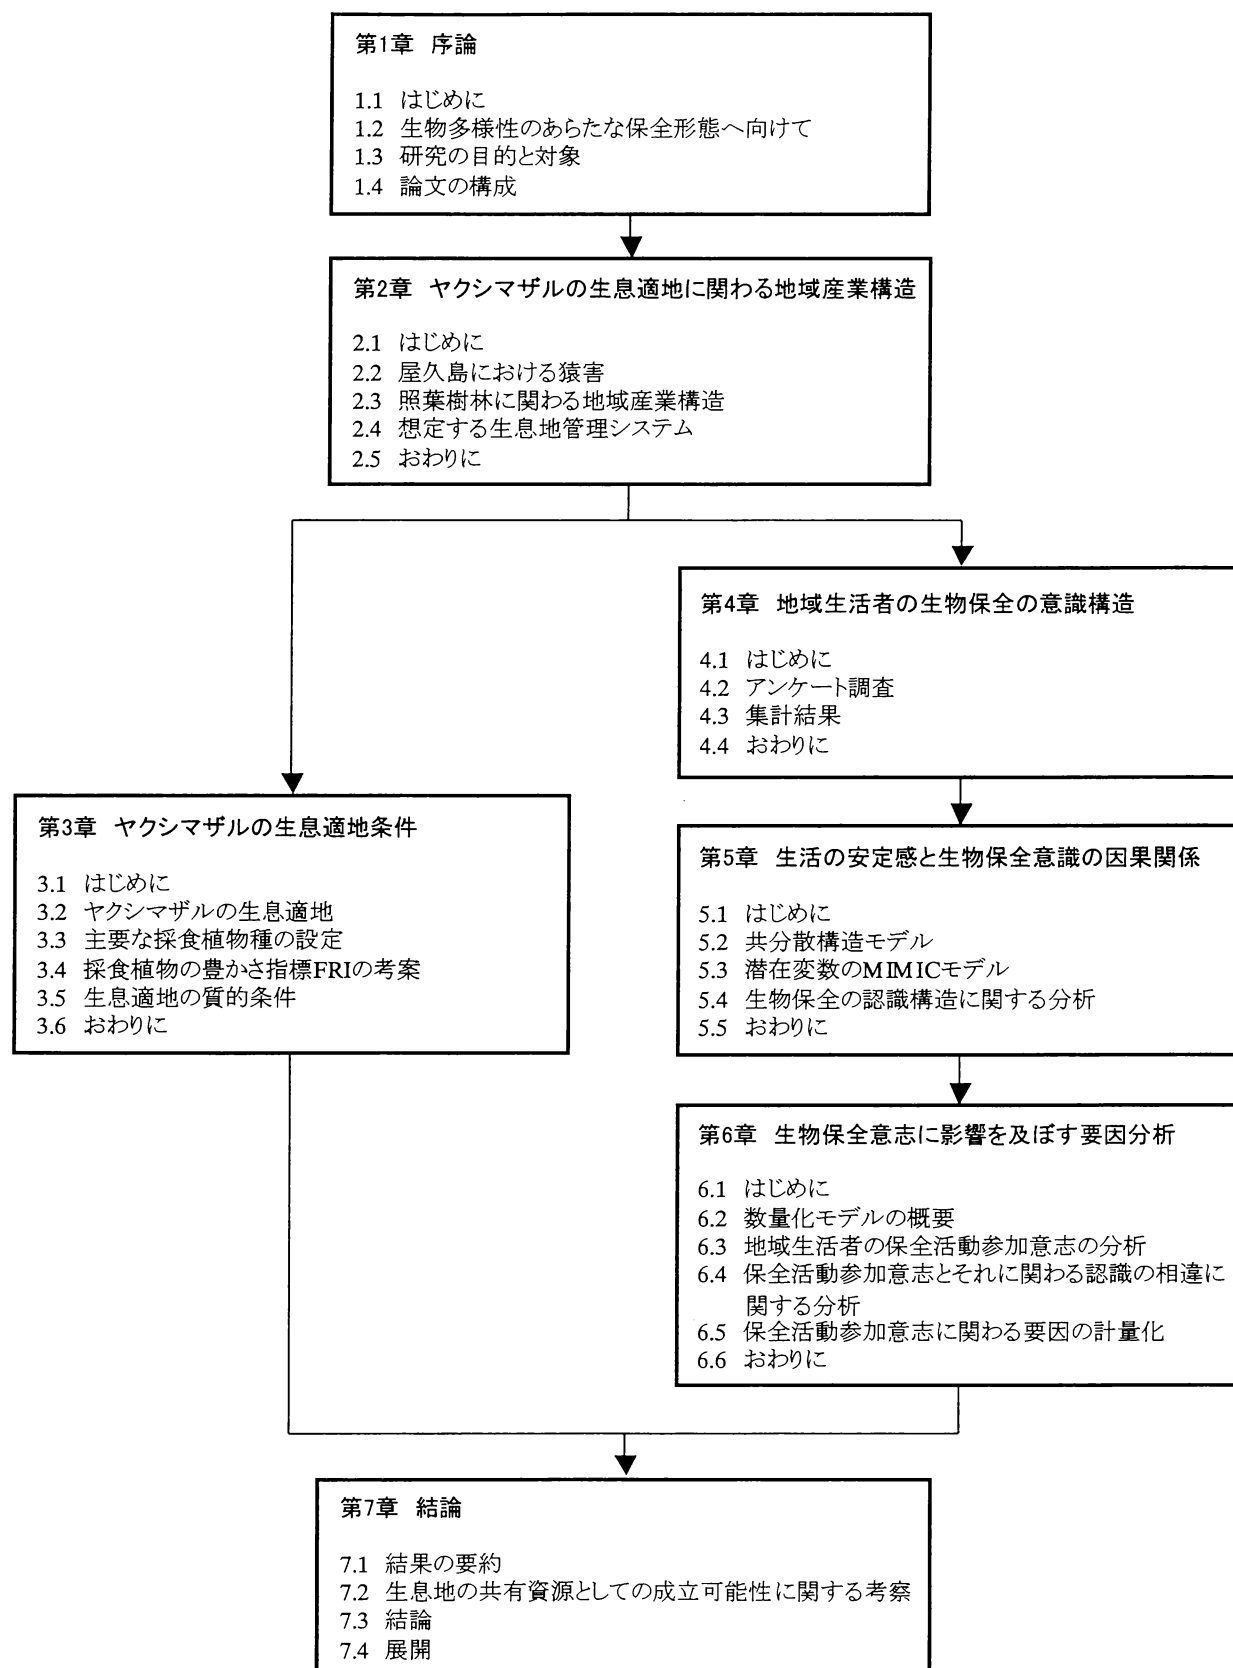 第1章 序論
1.1 はじめに
1.2 生物多様性のあらたな保全形態へ向けて
1.3 研究の目的と対象
1.4 論文の構成
第2章 ヤクシマザルの生息適地に関わる地域産業構造
2.1 はじめに
2.2 屋久島における猿害
2.3 照葉樹林に関わる地域産業構造
2.4 想定する生息地管理システム
2.5 おわりに
第3章 ヤクシマザルの生息適地条件
3.1 はじめに
3.2 ヤクシマザルの生息適地
3.3 主要な採食植物種の設定
3.4 採食植物の豊かさ指標FRIの考案
3.5 生息適地の質的条件
3.6 おわりに
第4章 地域生活者の生物保全の意識構造
4.1 はじめに
4.2 アンケート調査
4.3 集計結果
4.4 おわりに
第5章 生活の安定感と生物保全意識の因果関係
5.1 はじめに
5.2 共分散構造モデル
5.3 潜在変数のMIMICモデル
5.4 生物保全の認識構造に関する分析
5.5 おわりに
第6章 生物保全意志に影響を及ぼす要因分析
6.1 はじめに
6.2 数量化モデルの概要
6.3 地域生活者の保全活動参加意志の分析
6.4 保全活動参加意志とそれに関わる認識の相違に
関する分析
6.5 保全活動参加意志に関わる要因の計量化
6.6 おわりに
第7章 結論
7.1 結果の要約
7.2 生息地の共有資源としての成立可能性に関する考察
7.3 結論
7.4 展開